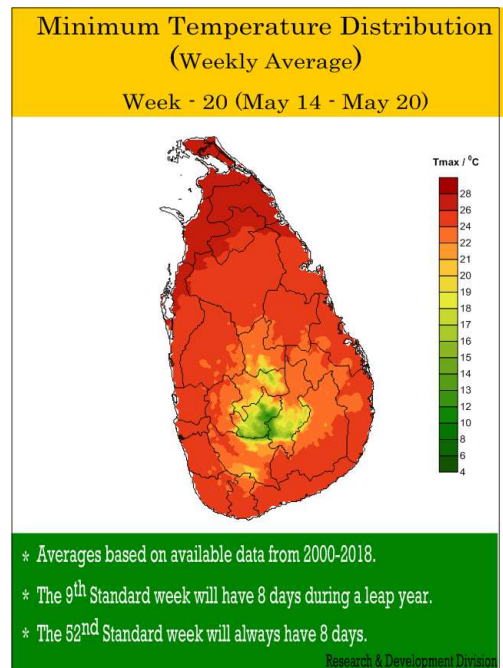 Minimum Temperature Distribution
(Weekly Average)
Week - 20 (May 14 - May 20)
Tmax / ⁰C
28
26
24
22
21
20
19
18
17
16
15
14
13
12
10
8
6
4
* Averages based on available data from 2000-2018.
* The 9th Standard week will have 8 days during a leap year.
* The 52nd Standard week will always have 8 days.
Research & Development Division